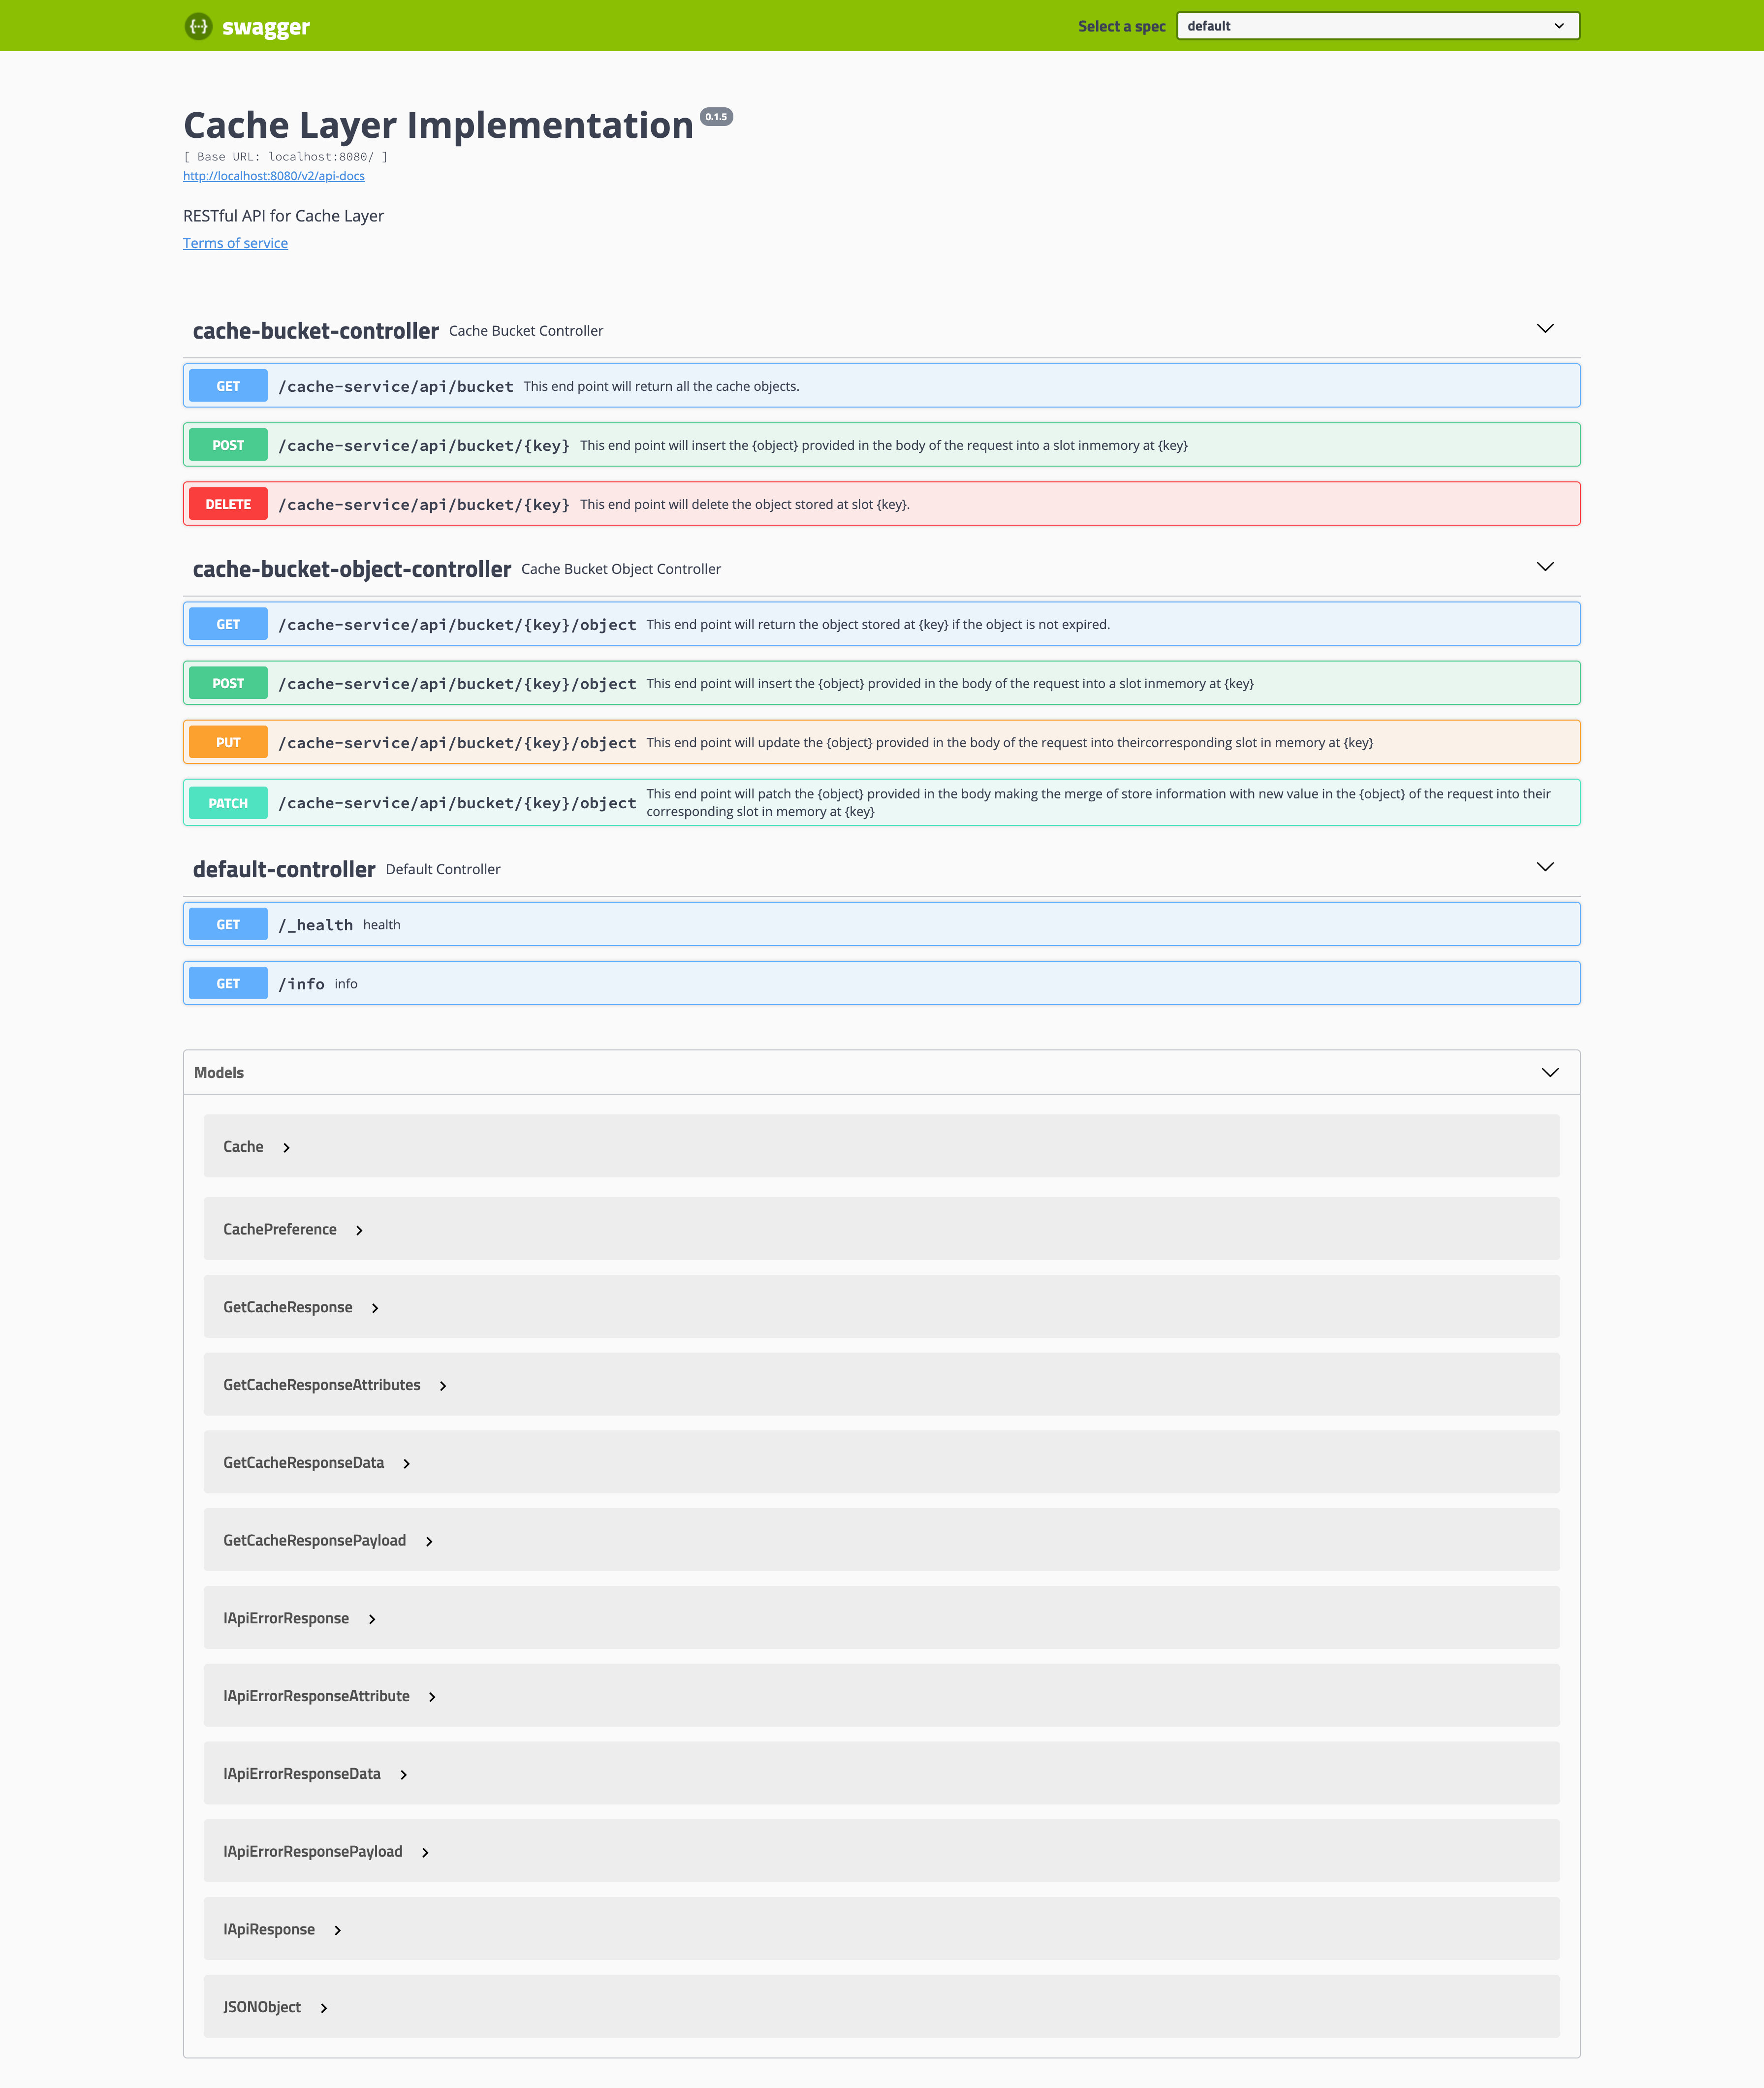 swagger
Select a spec default
Cache Layer Implementation 0.1.5
[ Base URL: localhost:8080/ ]
http://localhost:8080/v2/api-docs
RESTful API for Cache Layer
Terms of service
cache-bucket-controller Cache Bucket Controller
GET /cache-service/api/bucket This end point will return all the cache objects.
POST /cache-service/api/bucket/{key} This end point will insert the {object} provided in the body of the request into a slot inmemory at {key}
DELETE /cache-service/api/bucket/{key} This end point will delete the object stored at slot {key}.
cache-bucket-object-controller Cache Bucket Object Controller
GET /cache-service/api/bucket/{key}/object This end point will return the object stored at {key} if the object is not expired.
POST /cache-service/api/bucket/{key}/object This end point will insert the {object} provided in the body of the request into a slot inmemory at {key}
PUT /cache-service/api/bucket/{key}/object This end point will update the {object} provided in the body of the request into theircorresponding slot in memory at {key}
PATCH /cache-service/api/bucket/{key}/object This end point will patch the {object} provided in the body making the merge of store information with new value in the {object} of the request into their
corresponding slot in memory at {key}
default-controller Default Controller
GET /_health health
GET /info info
Models
Cache
CachePreference
GetCacheResponse
GetCacheResponseAttributes
GetCacheResponseData
GetCacheResponsePayload
IApiErrorResponse
IApiErrorResponseAttribute
IApiErrorResponseData
IApiErrorResponsePayload
IApiResponse
JSONObject